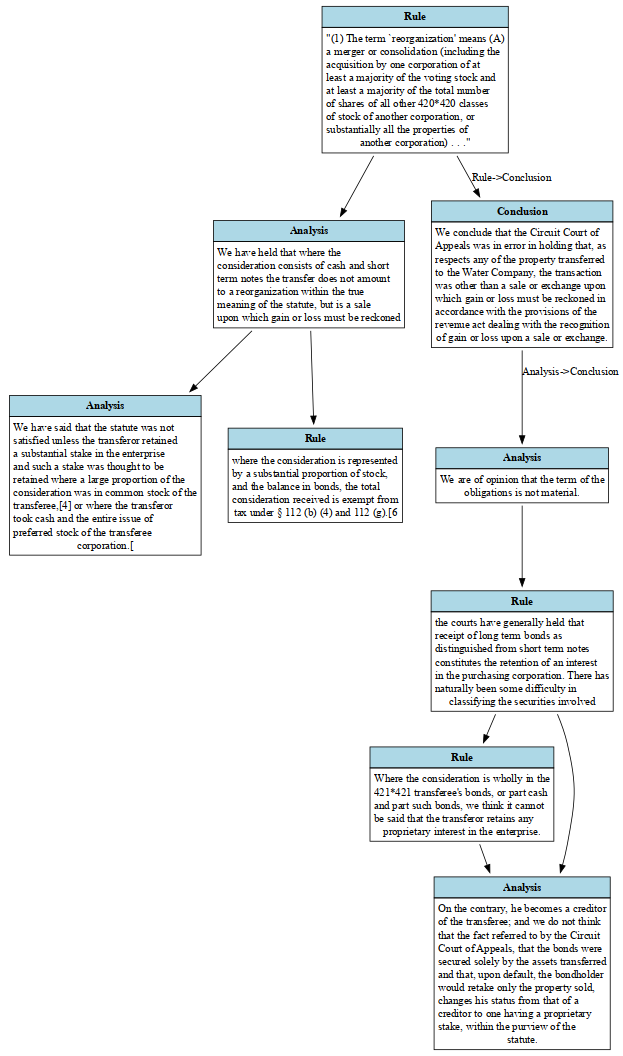 Rule
"(1) The term `reorganization' means (A)
a merger or consolidation (including the
acquisition by one corporation of at
least a majority of the voting stock and
at least a majority of the total number
of shares of all other 420*420 classes
of stock of another corporation, or
substantially all the properties of
another corporation) . . ."
Rule->Conclusion
Analysis
We have held that where the
consideration consists of cash and short
term notes the transfer does not amount
to a reorganization within the true
meaning of the statute, but is a sale
upon which gain or loss must be reckoned
Conclusion
We conclude that the Circuit Court of
Appeals was in error in holding that, as
respects any of the property transferred
to the Water Company, the transaction
was other than a sale or exchange upon
which gain or loss must be reckoned in
accordance with the provisions of the
revenue act dealing with the recognition
of gain or loss upon a sale or exchange.
Analysis->Conclusion
Analysis
We have said that the statute was not
satisfied unless the transferor retained
a substantial stake in the enterprise
and such a stake was thought to be
retained where a large proportion of the
consideration was in common stock of the
transferee,[4] or where the transferor
took cash and the entire issue of
preferred stock of the transferee
corporation.[
Rule
where the consideration is represented
by a substantial proportion of stock,
and the balance in bonds, the total
consideration received is exempt from
tax under § 112 (b) (4) and 112 (g).[6
Analysis
We are of opinion that the term of the
obligations is not material.
Rule
the courts have generally held that
receipt of long term bonds as
distinguished from short term notes
constitutes the retention of an interest
in the purchasing corporation. There has
naturally been some difficulty in
classifying the securities involved
Rule
Where the consideration is wholly in the
421*421 transferee's bonds, or part cash
and part such bonds, we think it cannot
be said that the transferor retains any
proprietary interest in the enterprise.
Analysis
On the contrary, he becomes a creditor
of the transferee; and we do not think
that the fact referred to by the Circuit
Court of Appeals, that the bonds were
secured solely by the assets transferred
and that, upon default, the bondholder
would retake only the property sold,
changes his status from that of a
creditor to one having a proprietary
stake, within the purview of the
statute.